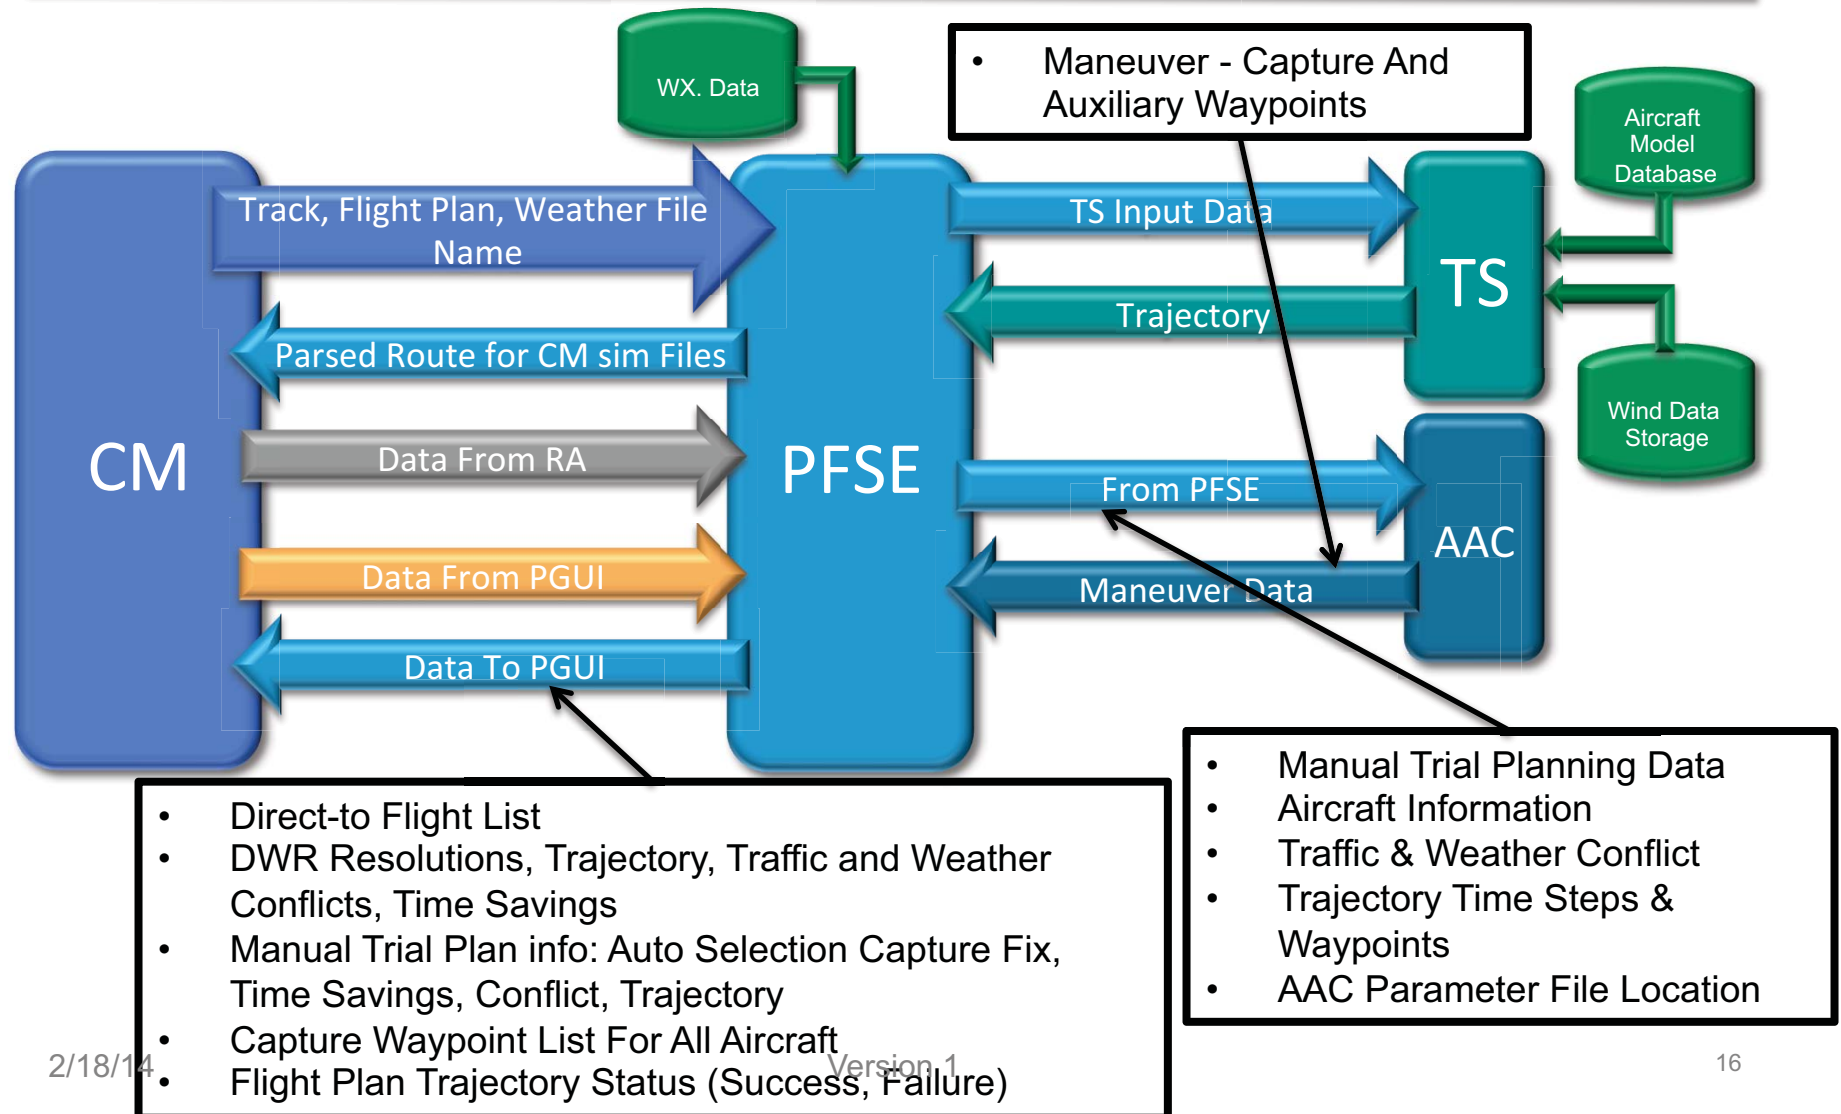 WX. Data
• Maneuver - Capture And
Auxiliary Waypoints
Aircraft
Model
Database
Track, Flight Plan, Weather File
Name
TS Input Data
TS
Trajectory
Parsed Route for CM sim Files
Wind Data
Storage
CM
Data From RA
PFSE
From PFSE
AAC
Data From PGUI
Maneuver Data
Data To PGUI
• Manual Trial Planning Data
• Aircraft Information
• Traffic & Weather Conflict
• Trajectory Time Steps &
Waypoints
• AAC Parameter File Location
• Direct-to Flight List
• DWR Resolutions, Trajectory, Traffic and Weather
Conflicts, Time Savings
• Manual Trial Plan info: Auto Selection Capture Fix,
Time Savings, Conflict, Trajectory
• Capture Waypoint List For All Aircraft
• Flight Plan Trajectory Status (Success, Failure)
2/18/14
Version 1
16